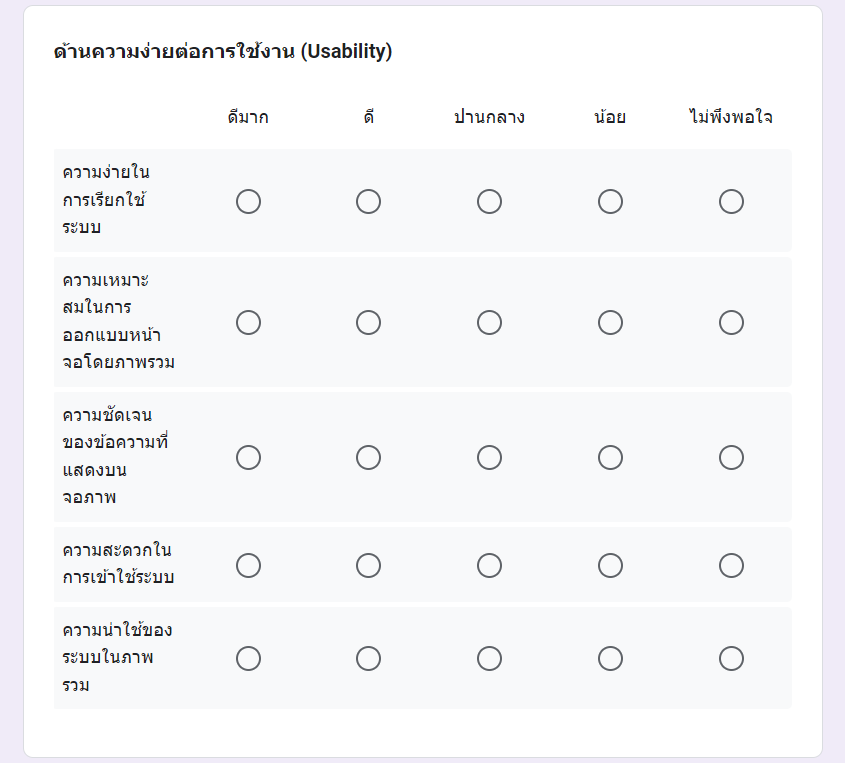 ด้านความง่ายต่อการใช้งาน (Usability)
ดีมาก ดี ปานกลาง น้อย ไม่พึงพอใจ
ความง่ายใน
การเรียกใช้
ระบบ
ความเหมาะ
สมในการ
ออกแบบหน้า
จอโดยภาพรวม
ความชัดเจน
ของข้อความที่
แสดงบน
จอภาพ
ความสะดวกใน
การเข้าใช้ระบบ
ความน่าใช้ของ
ระบบในภาพ
รวม